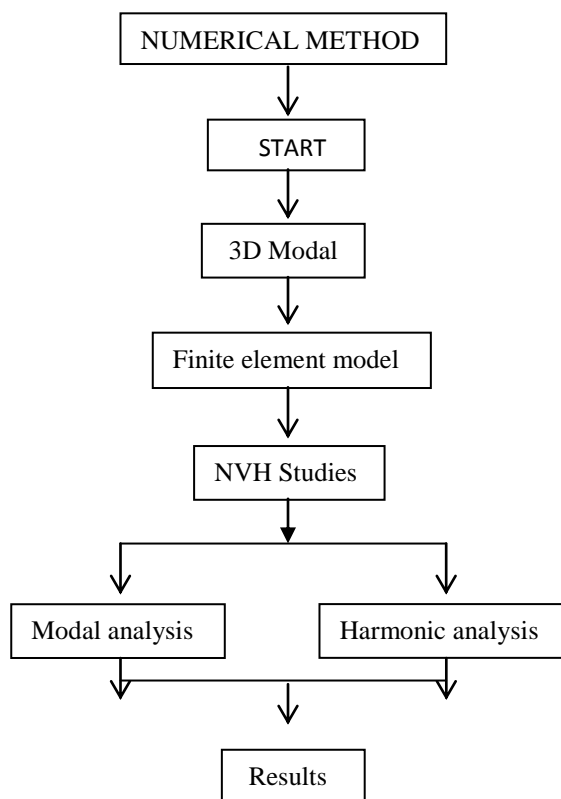 NUMERICAL METHOD
START
3D Modal
Finite element model
NVH Studies
Modal analysis
Harmonic analysis
Results